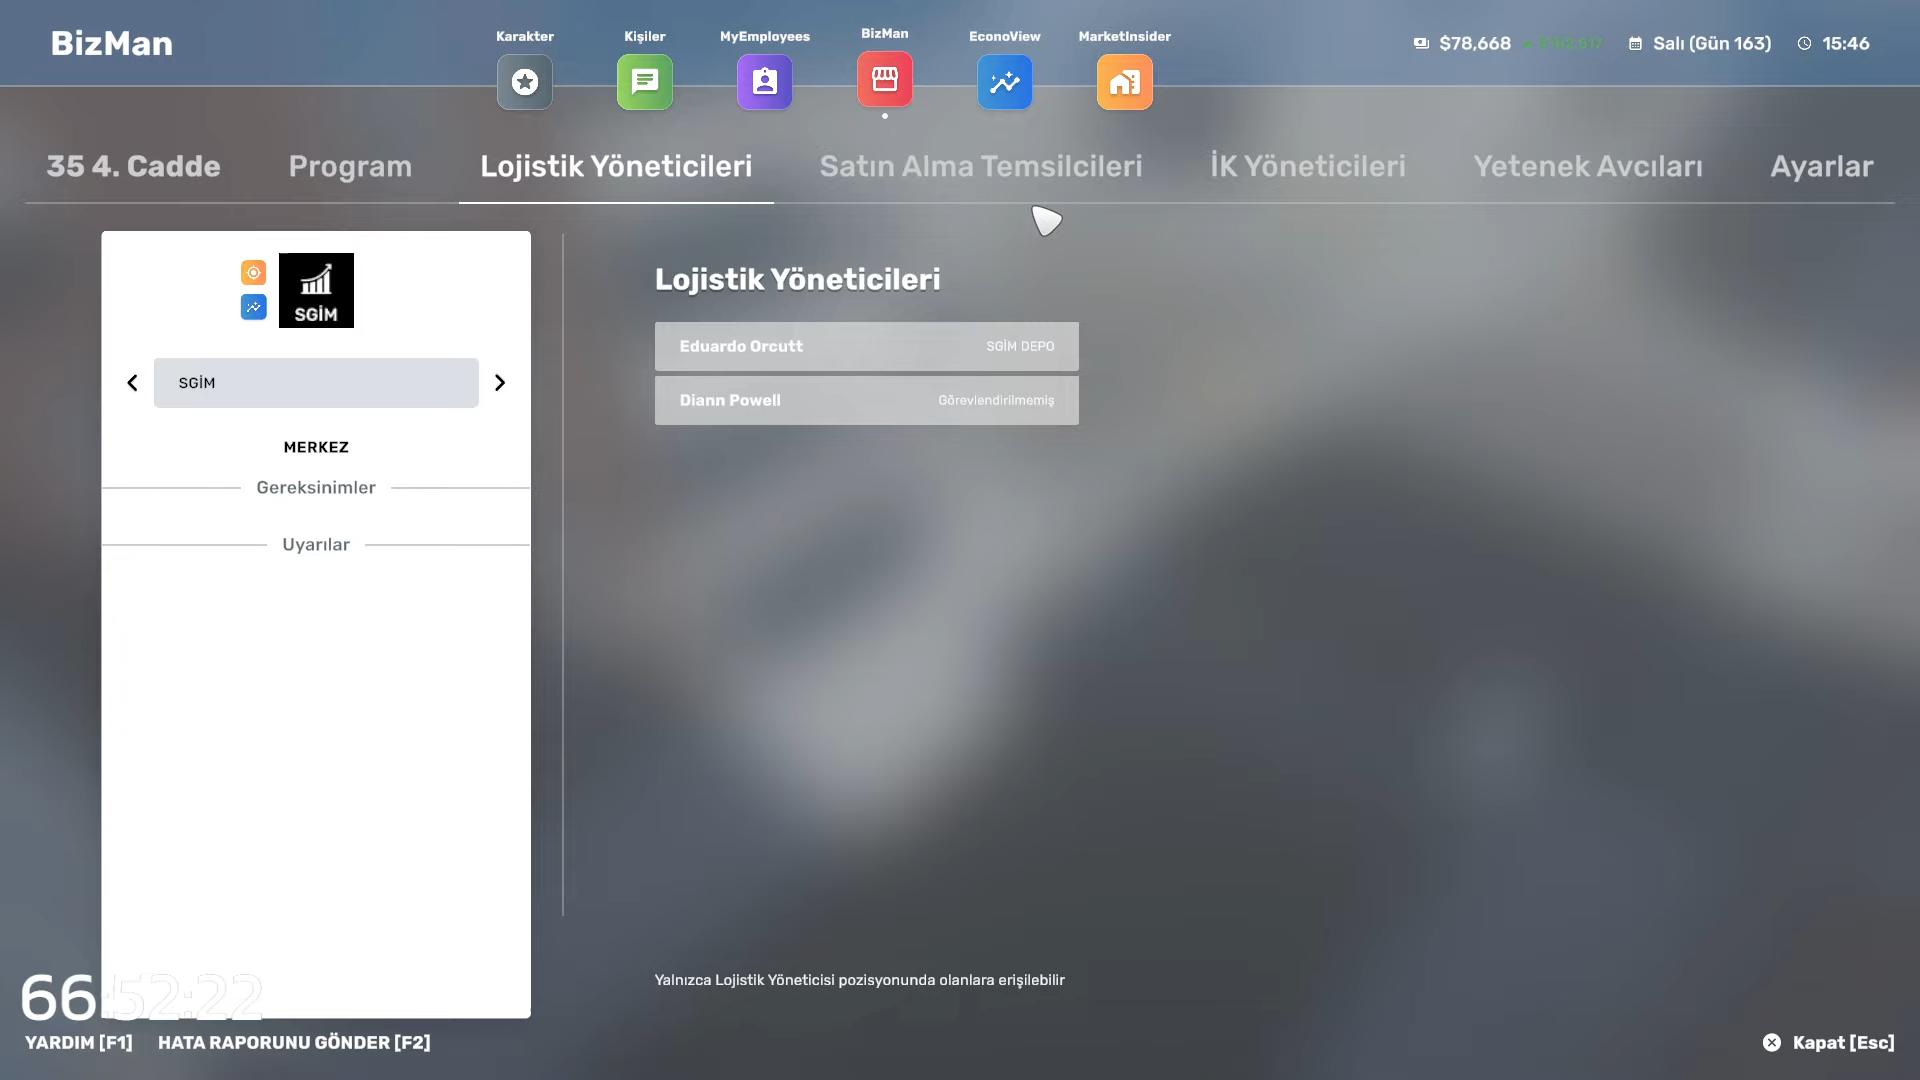 BizMan
Karakter
Kişiler
MyEmployees
BizMan
EconoView
MarketInsider
$78,668
Salı (Gün 163)
15:46
35 4. Cadde
Program
Lojistik Yöneticileri
Satın Alma Temsilcileri
İK Yöneticileri
Yetenek Avcıları
Ayarlar
SGİM
SGİM
MERKEZ
Gereksinimler
Uyarılar
Lojistik Yöneticileri
Eduardo Orcutt SGİM DEPO
Diann Powell Görevlendirilmemiş
Yalnızca Lojistik Yöneticisi pozisyonunda olanlara erişilebilir
66:52:22
YARDIM [F1] HATA RAPORUNU GÖNDER [F2]
Kapat [Esc]